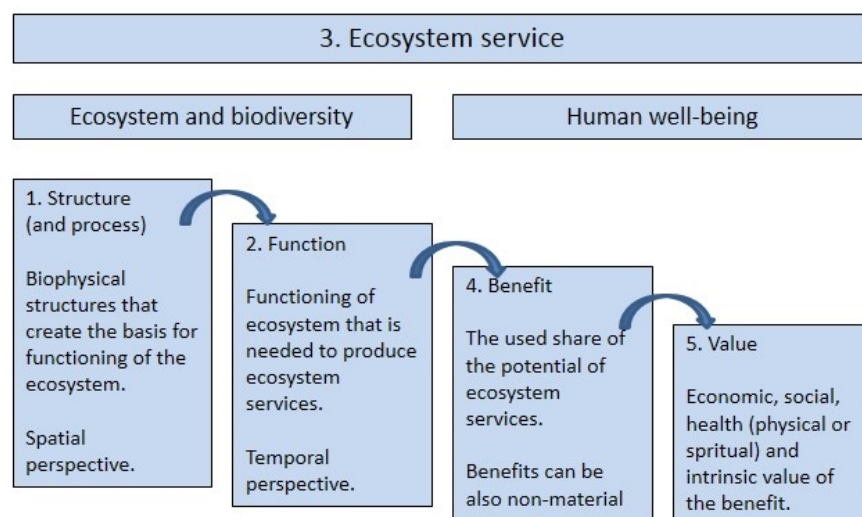 3. Ecosystem service
Ecosystem and biodiversity
Human well-being
1. Structure
(and process)
Biophysical
structures that
create the basis for
functioning of the
ecosystem.
Spatial
perspective.
2. Function
Functioning of
ecosystem that is
needed to produce
ecosystem
services.
Temporal
perspective.
4. Benefit
The used share of
the potential of
ecosystem
services.
Benefits can be
also non-material
5. Value
Economic, social,
health (physical or
spritual) and
intrinsic value of
the benefit.